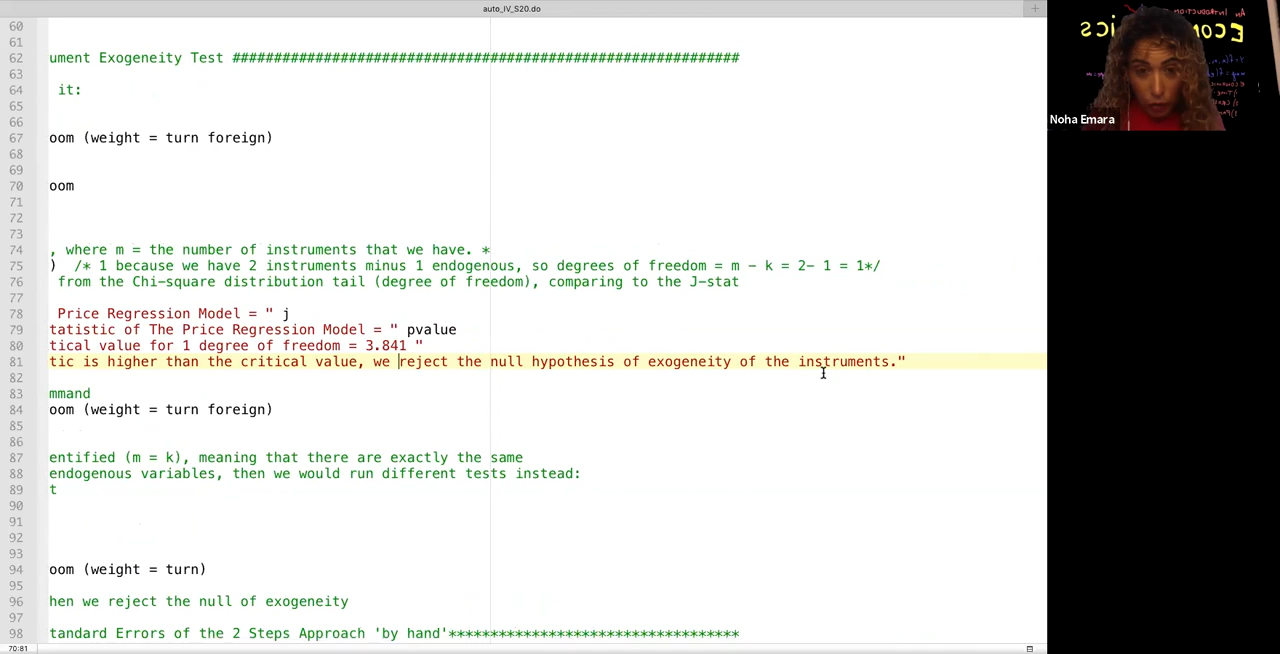 auto_IV_S20.do
60
61
62 ument Exogeneity Test #############################################################
63
64 it:
65
66
67 oom (weight = turn foreign)
68
69
70 oom
71
72
73
74 , where m = the number of instruments that we have. *
75 ) /* 1 because we have 2 instruments minus 1 endogenous, so degrees of freedom = m - k = 2- 1 = 1*/
76 from the Chi-square distribution tail (degree of freedom), comparing to the J-stat
77
78 Price Regression Model = " j
79 tatistic of The Price Regression Model = " pvalue
80 tical value for 1 degree of freedom = 3.841 "
81 tic is higher than the critical value, we reject the null hypothesis of exogeneity of the instruments."
82
83 mmand
84 oom (weight = turn foreign)
85
86
87 entified (m = k), meaning that there are exactly the same
88 endogenous variables, then we would run different tests instead:
89 t
90
91
92
93
94 oom (weight = turn)
95
96 hen we reject the null of exogeneity
97
98 tandard Errors of the 2 Steps Approach 'by hand'***********************************
70:81
Noha Emara